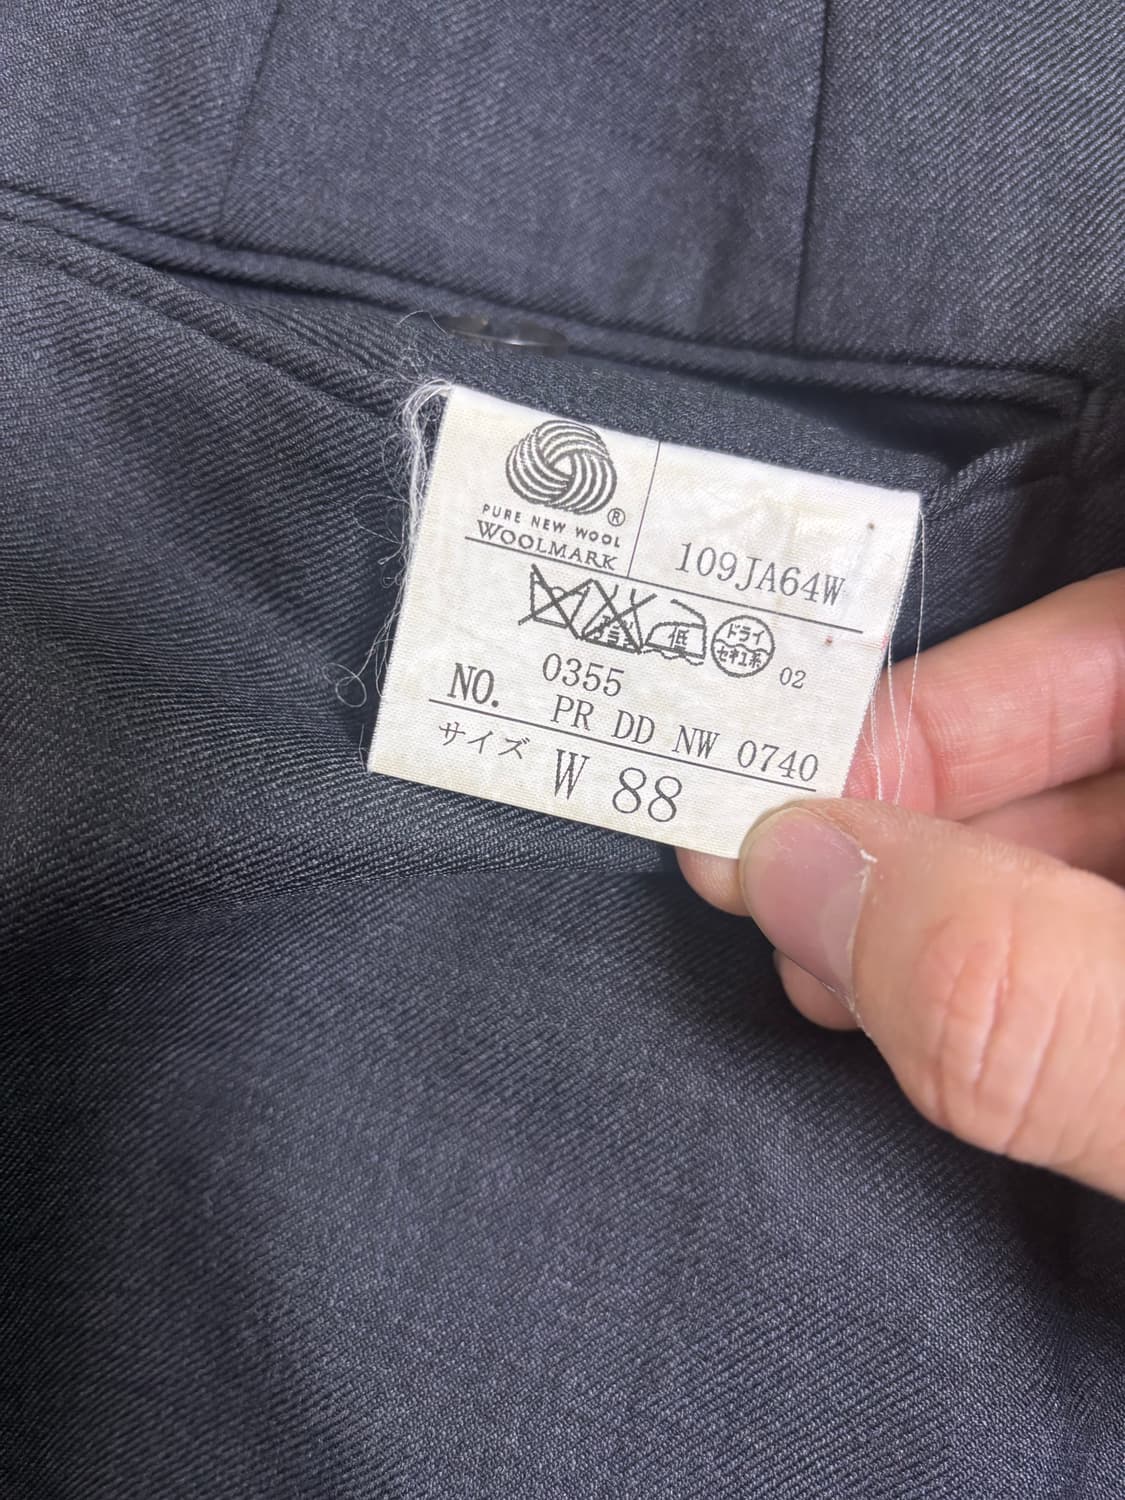 ®
PURE NEW WOOL
WOOLMARK
109JA64W
低
ドライ
セキユ系
02
NO. 0355
PR DD NW 0740
サイズ W 88